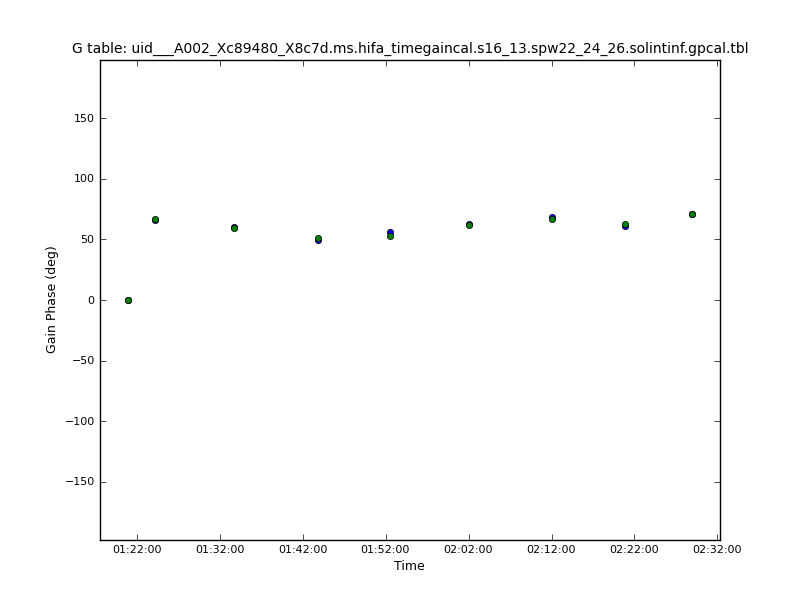 G table: uid___A002_Xc89480_X8c7d.ms.hifa_timegaincal.s16_13.spw22_24_26.solintinf.gpcal.tbl
150
100
50
0
−50
−100
−150
Gain Phase (deg)
01:22:00 01:32:00 01:42:00 01:52:00 02:02:00 02:12:00 02:22:00 02:32:00
Time